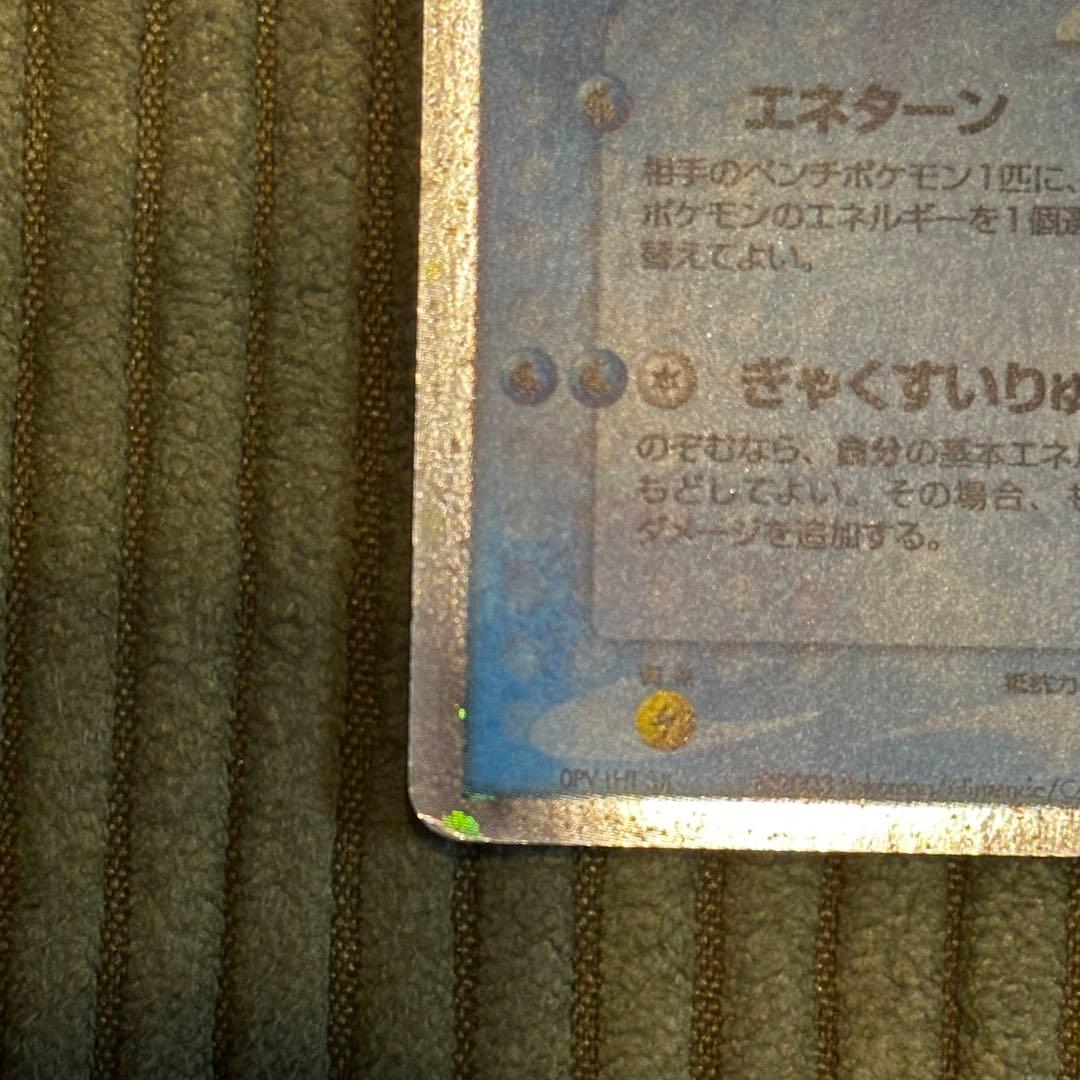 エネターン
相手のベンチポケモン1匹に、
ポケモンのエネルギーを1個選
替えてよい。
ぎゃくすいりゅ
のぞむなら、自分の基本エネル
もどしてよい。その場合、も
ダメージを追加する。
弱点
抵抗力
©2003 Pokémon/Nintendo/C